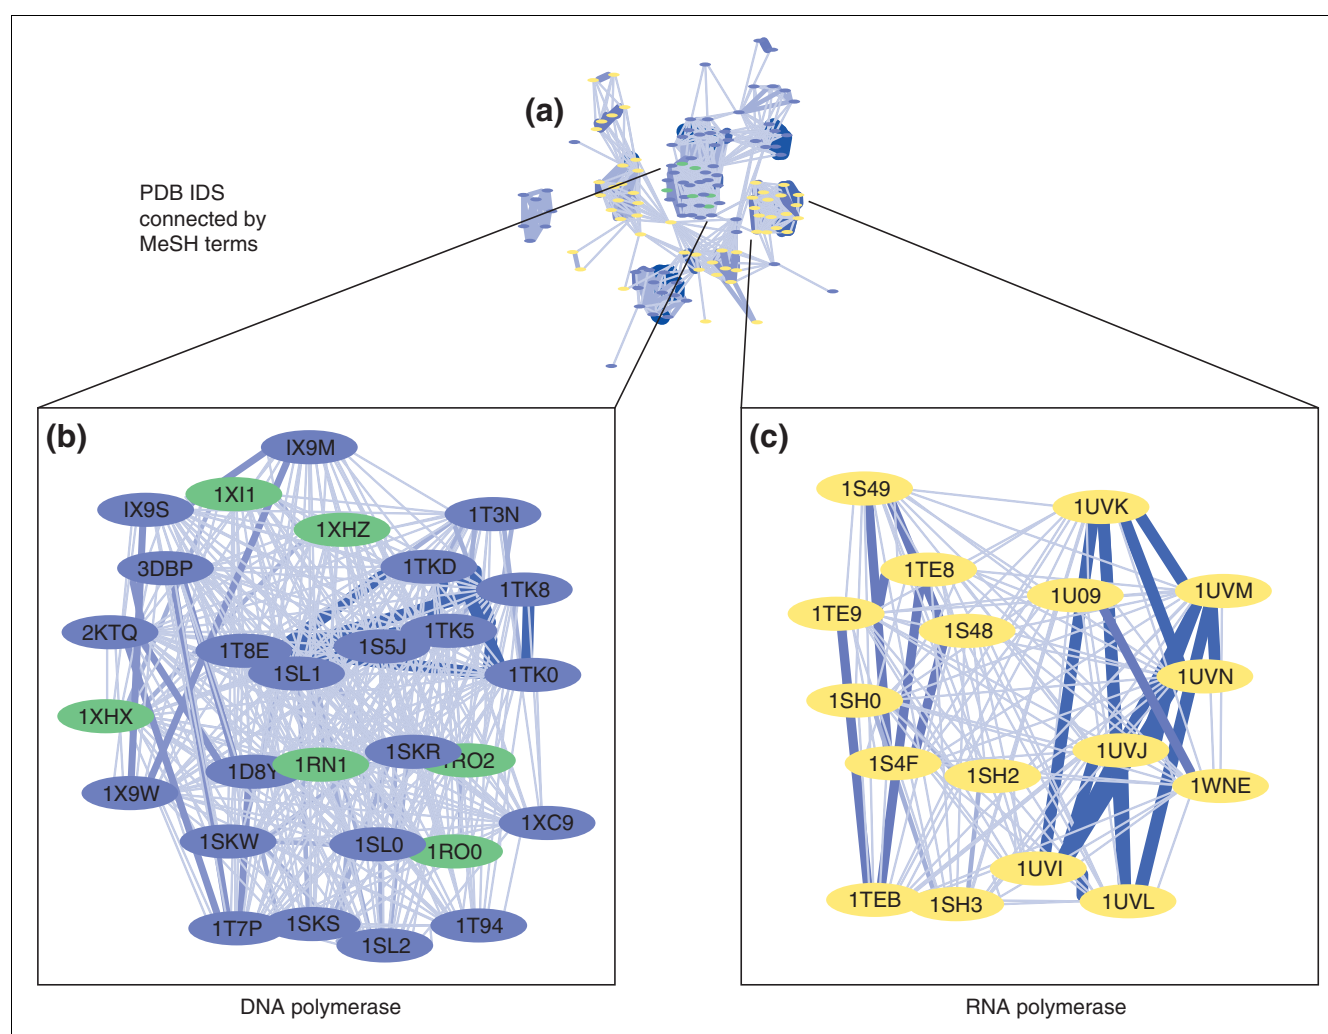 (a)
PDB IDS
connected by
MeSH terms
(b)
IX9M
1XI1
IX9S
1XHZ
1T3N
3DBP
1TKD
1TK8
2KTQ
1T8E
1S5J
1TK5
1SL1
1TK0
1XHX
1D8Y
1RN1
1SKR
1RO2
1X9W
1SKW
1SL0
1RO0
1XC9
1T7P
1SKS
1SL2
1T94
DNA polymerase
(c)
1S49
1UVK
1TE8
1U09
1UVM
1TE9
1S48
1UVN
1SH0
1S4F
1SH2
1UVJ
1WNE
1UVI
1TEB
1SH3
1UVL
RNA polymerase